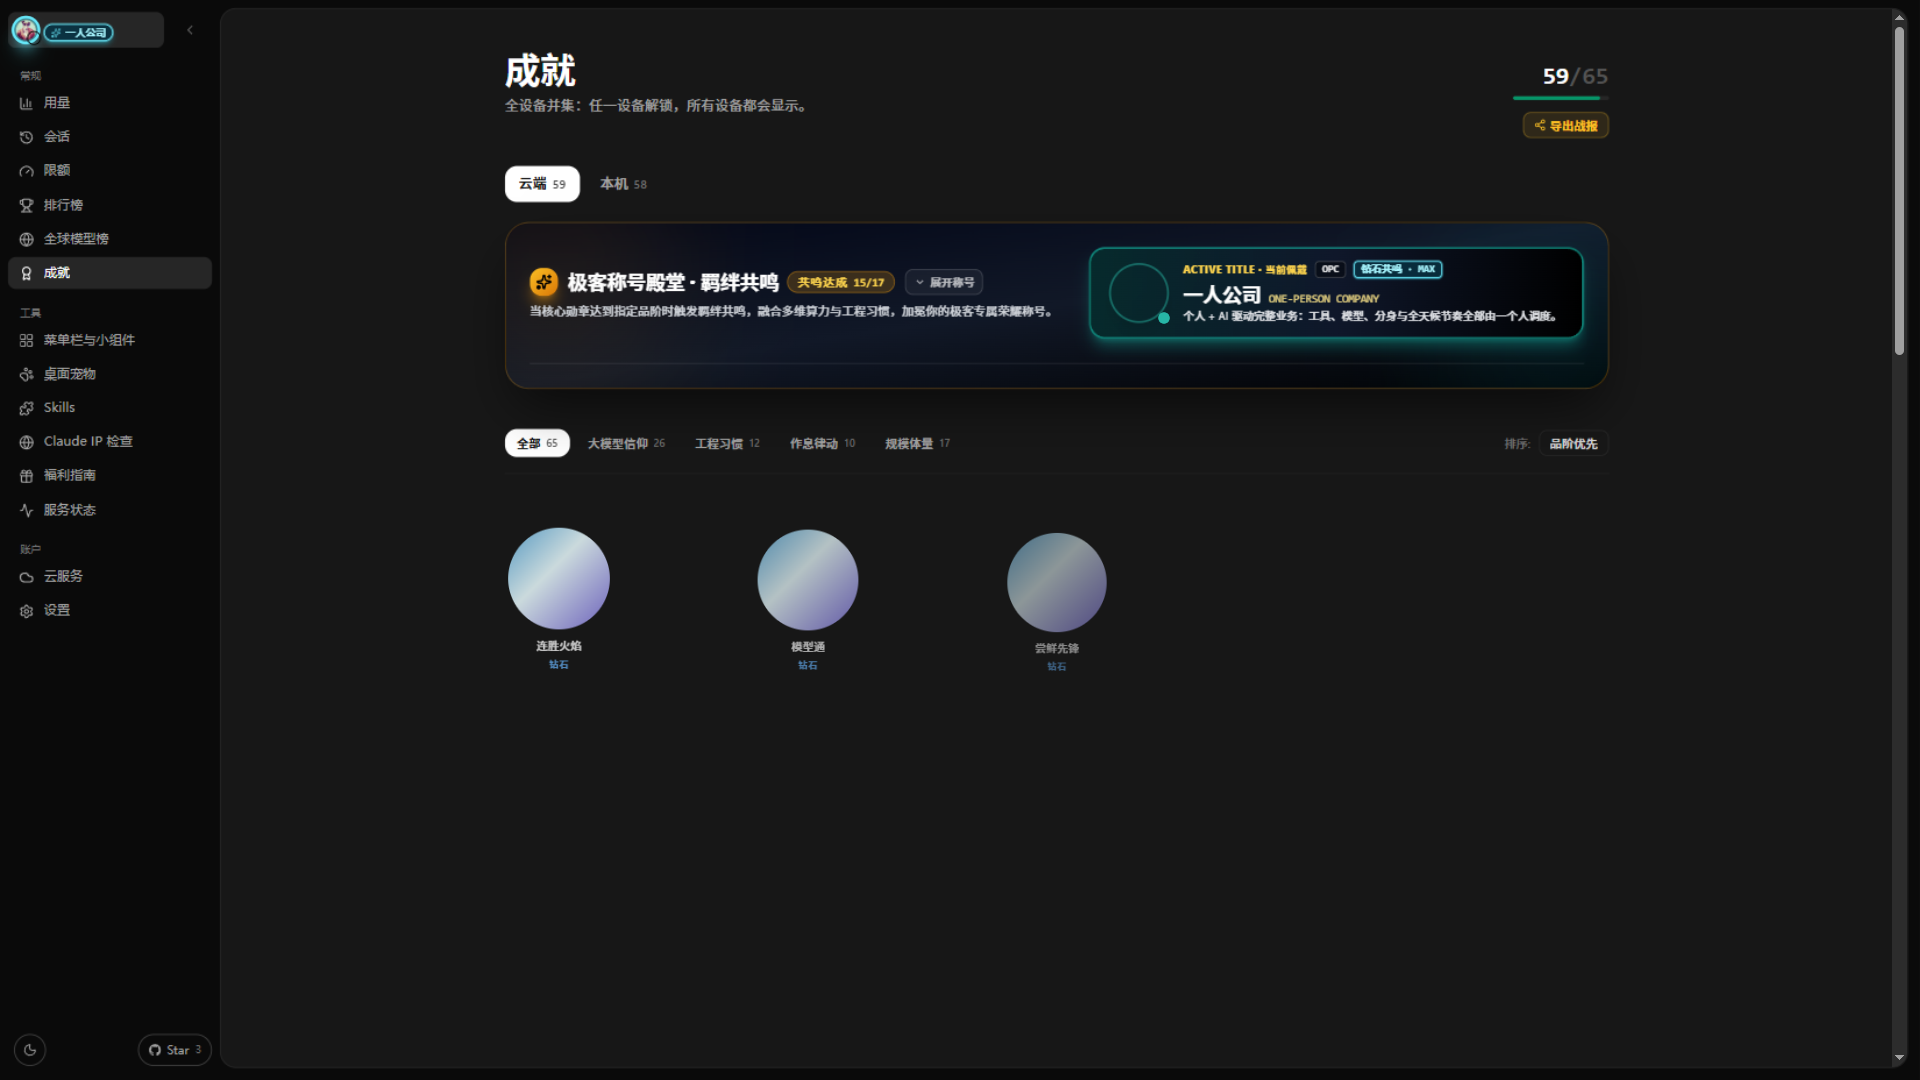 一人公司
常规
用量
会话
限额
排行榜
全球模型榜
成就
工具
菜单栏与小组件
桌面宠物
Skills
Claude IP 检查
福利指南
服务状态
账户
云服务
设置
Star 3
成就
全设备并集：任一设备解锁，所有设备都会显示。
59/65
导出战报
云端 59
本机 58
极客称号殿堂 · 羁绊共鸣
共鸣达成 15/17
展开称号
当核心勋章达到指定品阶时触发羁绊共鸣，融合多维算力与工程习惯，加冕你的极客专属荣耀称号。
ACTIVE TITLE · 当前佩戴 OPC 钻石共鸣 · MAX
一人公司 ONE-PERSON COMPANY
个人 + AI 驱动完整业务：工具、模型、分身与全天候节奏全部由一个人调度。
全部 65
大模型信仰 26
工程习惯 12
作息律动 10
规模体量 17
排序:
品阶优先
连胜火焰
钻石
模型通
钻石
尝鲜先锋
钻石